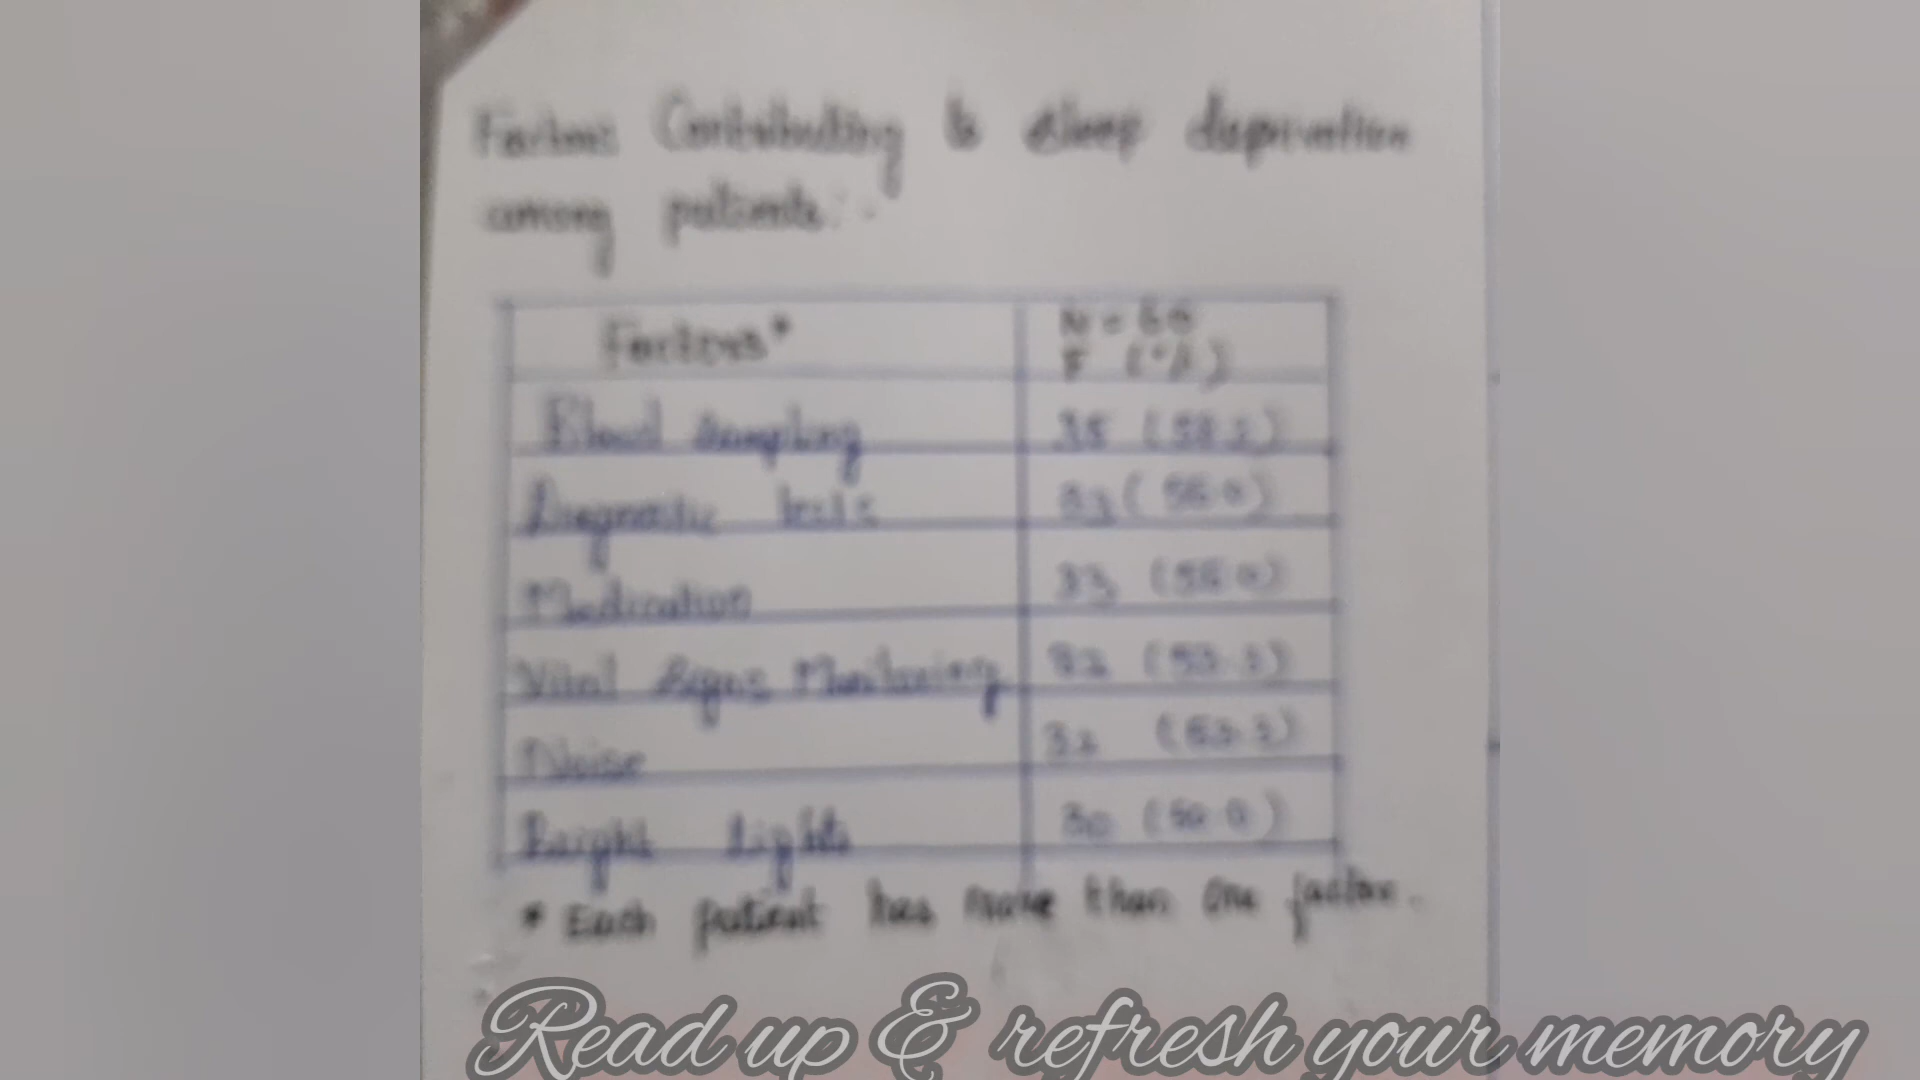 Factors Contributing to sleep deprivation
among patients:-
Factors*
N = 60
F (%)
Blood sampling
35 (58.3)
Diagnostic tests
33 (55.0)
Medication
33 (55.0)
Vital Signs Monitoring
32 (53.3)
Noise
32 (53.3)
Bright Lights
30 (50.0)
* Each patient has more than one factor.
Read up & refresh your memory